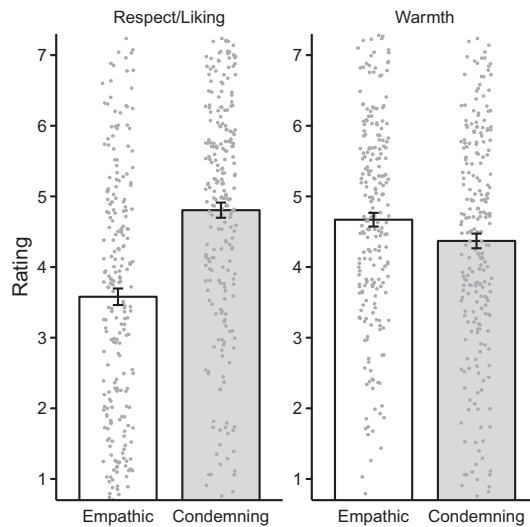 Respect/Liking
Warmth
Rating
7
6
5
4
3
2
1
7
6
5
4
3
2
1
Empathic Condemning
Empathic Condemning